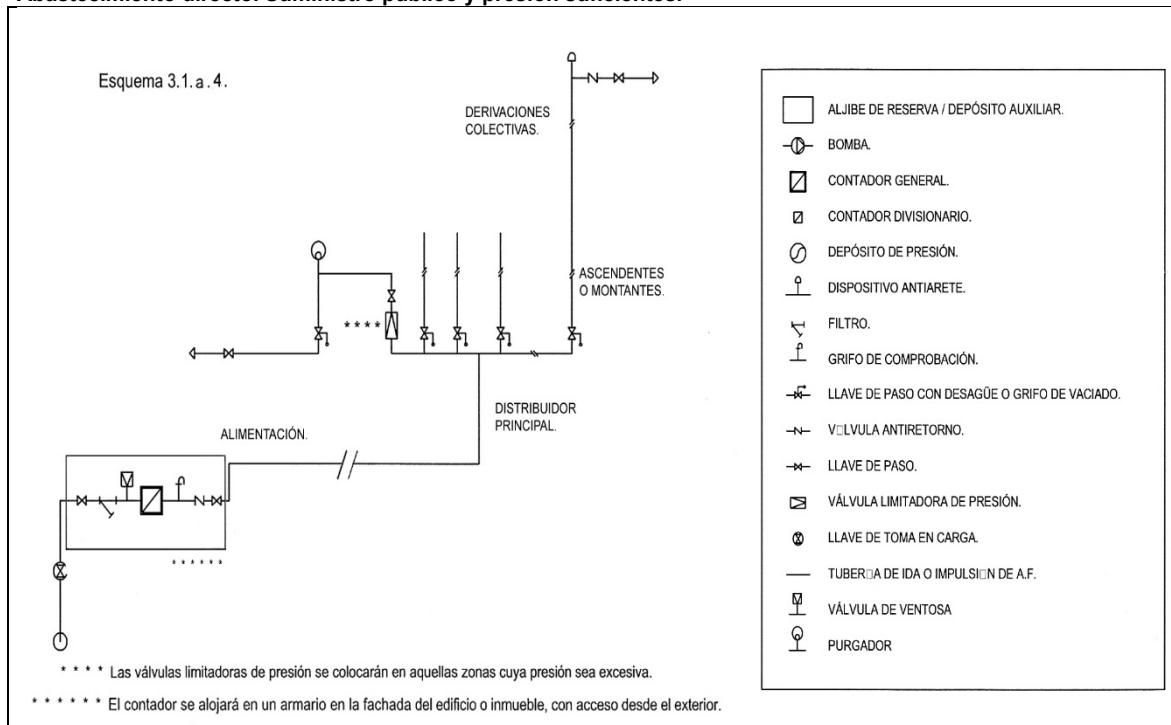 Abastecimiento directo. Suministro público y presión suficientes.
Esquema 3.1.a.4.
DERIVACIONES
COLECTIVAS.
ASCENDENTES
O MONTANTES.
* * * *
DISTRIBUIDOR
PRINCIPAL.
ALIMENTACIÓN.
* * * * * *
* * * * Las válvulas limitadoras de presión se colocarán en aquellas zonas cuya presión sea excesiva.
* * * * * * El contador se alojará en un armario en la fachada del edificio o inmueble, con acceso desde el exterior.
ALJIBE DE RESERVA / DEPÓSITO AUXILIAR.
BOMBA.
CONTADOR GENERAL.
CONTADOR DIVISIONARIO.
DEPÓSITO DE PRESIÓN.
DISPOSITIVO ANTIARETE.
FILTRO.
GRIFO DE COMPROBACIÓN.
LLAVE DE PASO CON DESAGÜE O GRIFO DE VACIADO.
V□LVULA ANTIRETORNO.
LLAVE DE PASO.
VÁLVULA LIMITADORA DE PRESIÓN.
LLAVE DE TOMA EN CARGA.
TUBER□A DE IDA O IMPULSI□N DE A.F.
VÁLVULA DE VENTOSA
PURGADOR